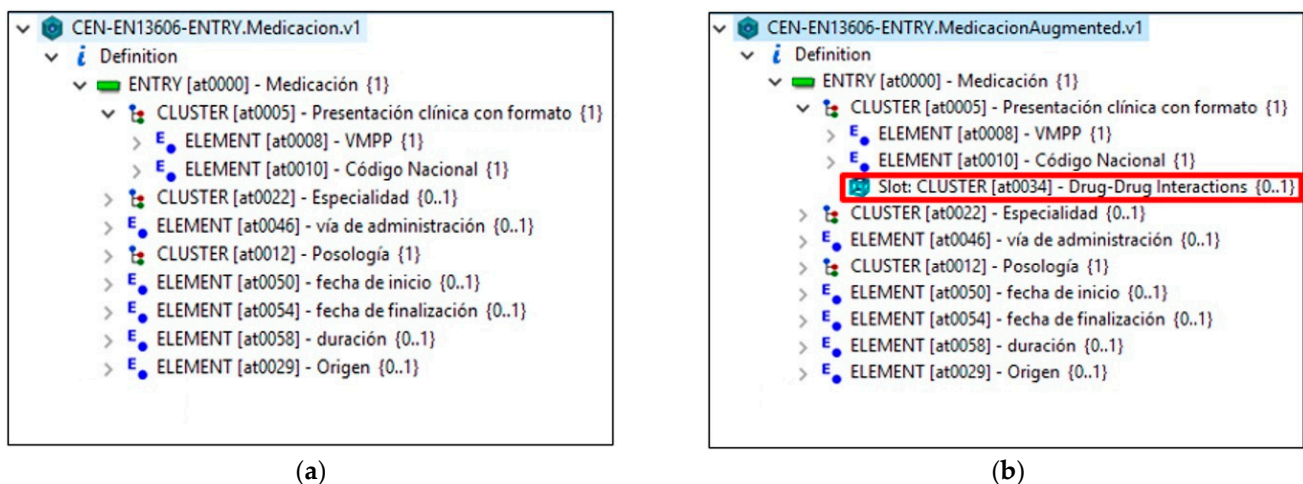 CEN-EN13606-ENTRY.Medicacion.v1
Definition
ENTRY [at0000] - Medicación {1}
CLUSTER [at0005] - Presentación clínica con formato {1}
ELEMENT [at0008] - VMPP {1}
ELEMENT [at0010] - Código Nacional {1}
CLUSTER [at0022] - Especialidad {0..1}
ELEMENT [at0046] - vía de administración {0..1}
CLUSTER [at0012] - Posología {1}
ELEMENT [at0050] - fecha de inicio {0..1}
ELEMENT [at0054] - fecha de finalización {0..1}
ELEMENT [at0058] - duración {0..1}
ELEMENT [at0029] - Origen {0..1}
(a)
CEN-EN13606-ENTRY.MedicacionAugmented.v1
Definition
ENTRY [at0000] - Medicación {1}
CLUSTER [at0005] - Presentación clínica con formato {1}
ELEMENT [at0008] - VMPP {1}
ELEMENT [at0010] - Código Nacional {1}
Slot: CLUSTER [at0034] - Drug-Drug Interactions {0..1}
CLUSTER [at0022] - Especialidad {0..1}
ELEMENT [at0046] - vía de administración {0..1}
CLUSTER [at0012] - Posología {1}
ELEMENT [at0050] - fecha de inicio {0..1}
ELEMENT [at0054] - fecha de finalización {0..1}
ELEMENT [at0058] - duración {0..1}
ELEMENT [at0029] - Origen {0..1}
(b)